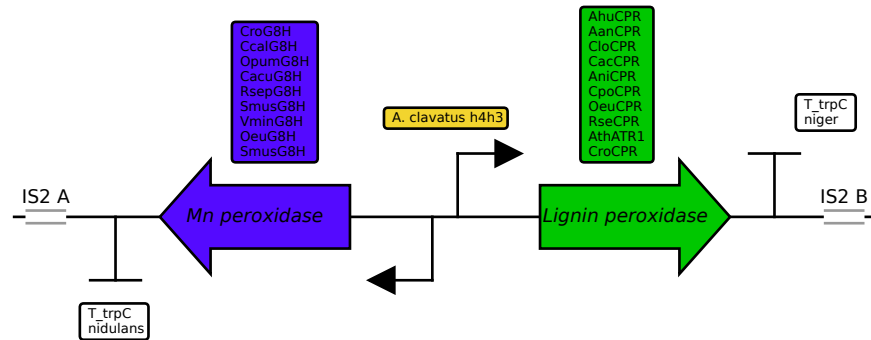 CroG8H
CcalG8H
OpumG8H
CacuG8H
RsepG8H
SmusG8H
VminG8H
OeuG8H
SmusG8H
A. clavatus h4h3
AhuCPR
AanCPR
CloCPR
CacCPR
AniCPR
CpoCPR
OeuCPR
RseCPR
AthATR1
CroCPR
T_trpC
niger
IS2 A
Mn peroxidase
Lignin peroxidase
IS2 B
T_trpC
nidulans